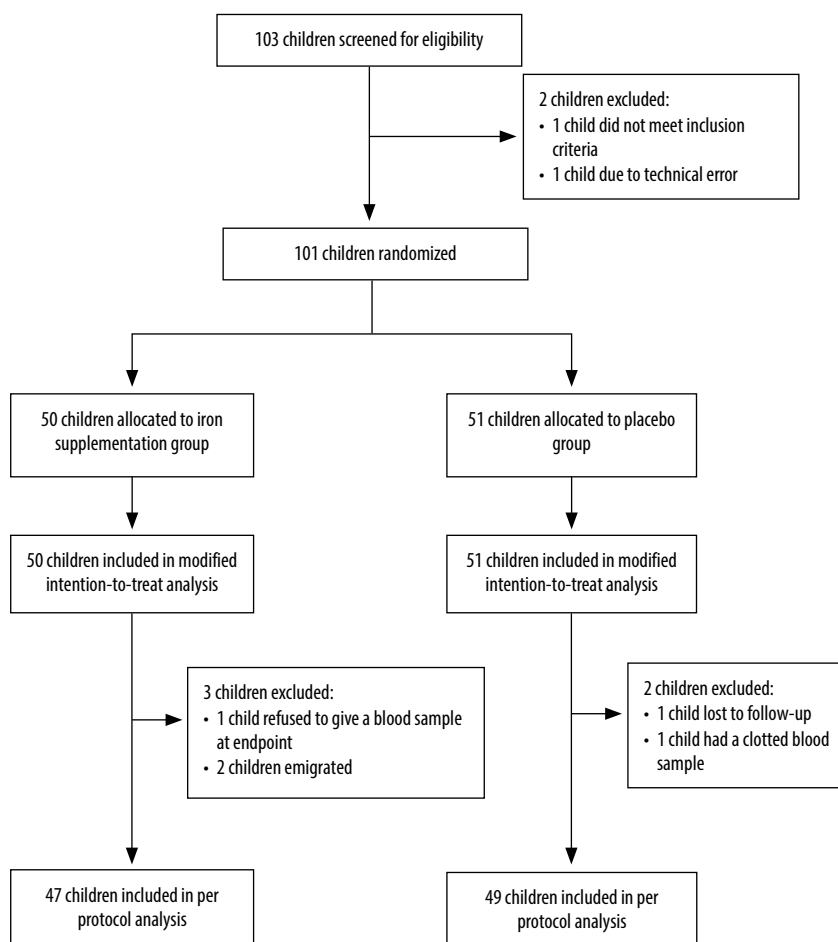 103 children screened for eligibility
2 children excluded:
• 1 child did not meet inclusion
criteria
• 1 child due to technical error
101 children randomized
50 children allocated to iron
supplementation group
51 children allocated to placebo
group
50 children included in modified
intention-to-treat analysis
51 children included in modified
intention-to-treat analysis
3 children excluded:
• 1 child refused to give a blood sample
at endpoint
• 2 children emigrated
2 children excluded:
• 1 child lost to follow-up
• 1 child had a clotted blood
sample
47 children included in per
protocol analysis
49 children included in per
protocol analysis